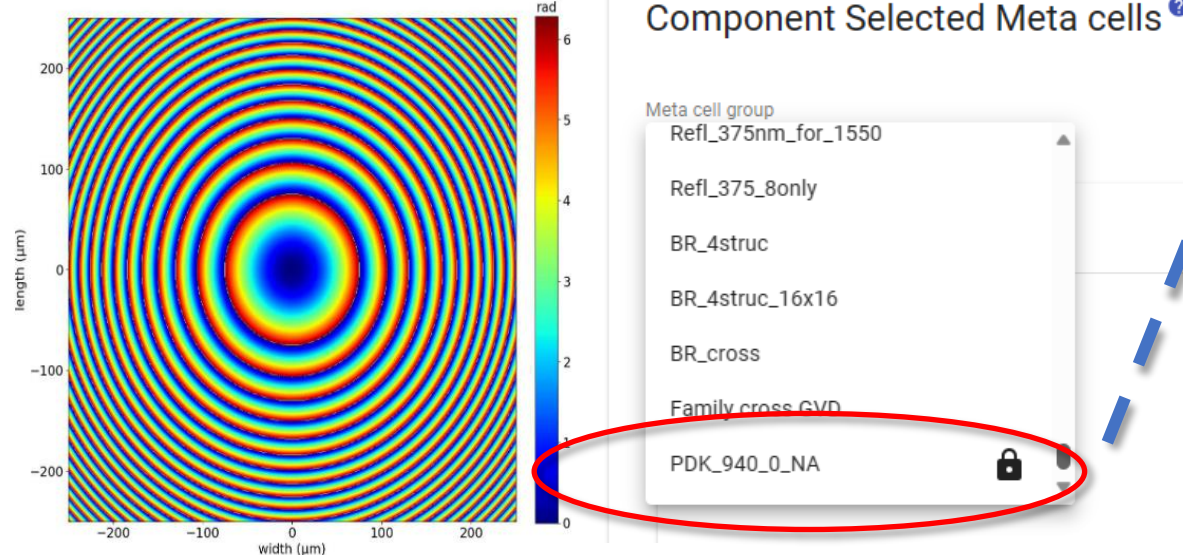 rad
6
5
4
3
2
1
0
200
100
0
−100
−200
length (μm)
−200 −100 0 100 200
width (μm)
Component Selected Meta cells ?
Meta cell group
Refl_375nm_for_1550
Refl_375_8only
BR_4struc
BR_4struc_16x16
BR_cross
Family cross GVD
PDK_940_0_NA